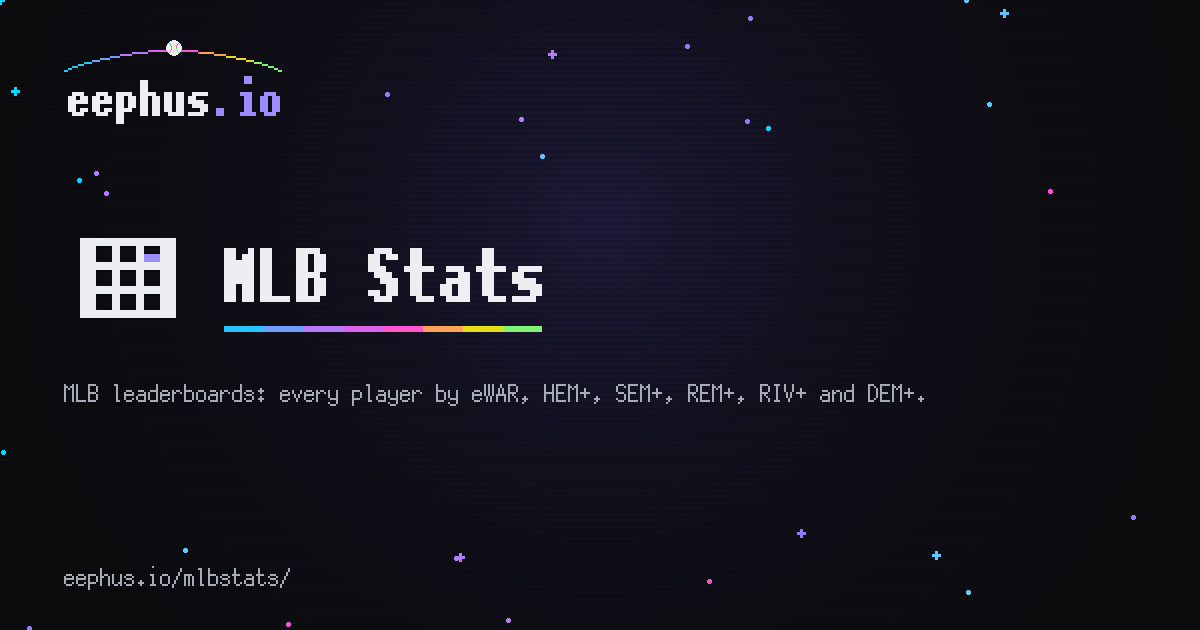 eephus.io
MLB Stats
MLB leaderboards: every player by eWAR, HEM+, SEM+, REM+, RIV+ and DEM+.
eephus.io/mlbstats/